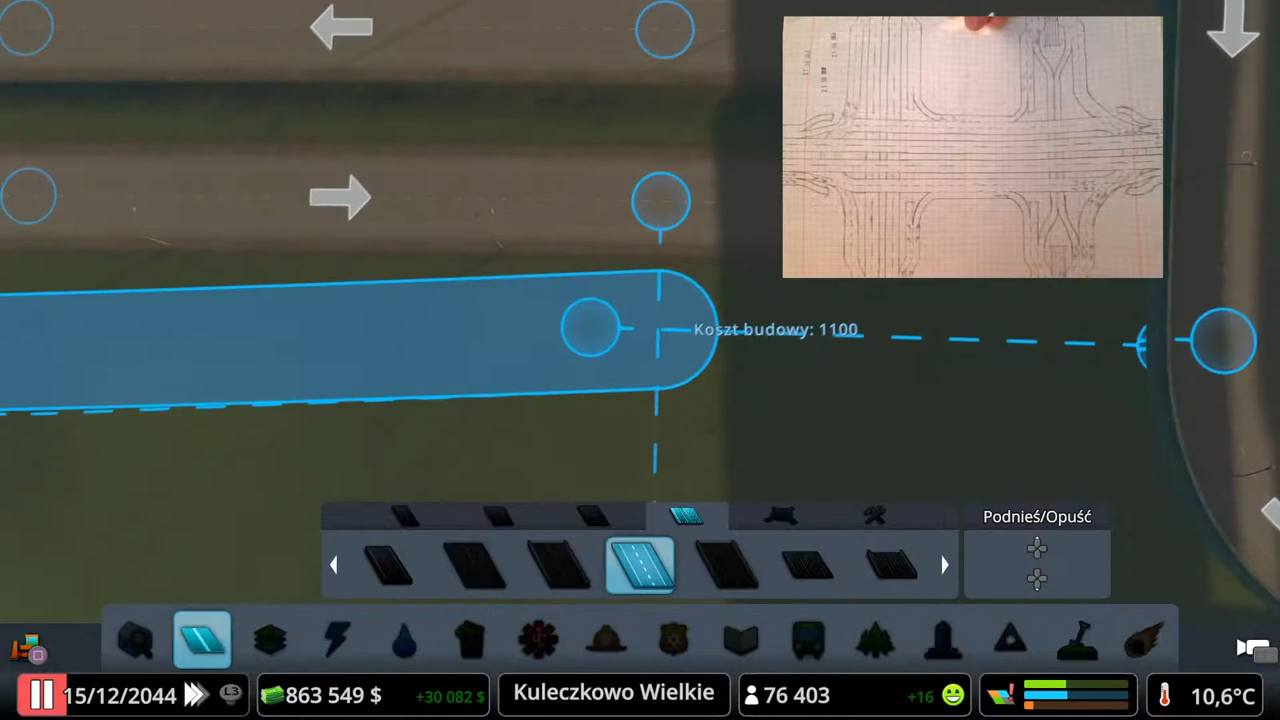 Koszt budowy: 1100
Podnieś/Opuść
15/12/2044
L3
863 549 $
+30 082 $
Kuleczkowo Wielkie
76 403
+16
10,6°C